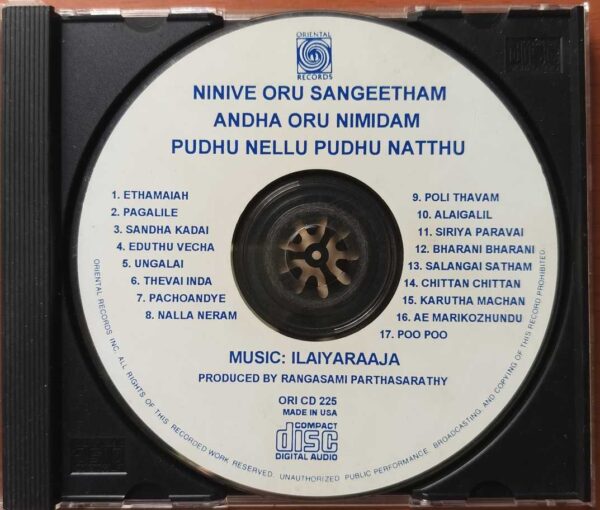 ORIENTAL
RECORDS
NINIVE ORU SANGEETHAM
ANDHA ORU NIMIDAM
PUDHU NELLU PUDHU NATTHU
1. ETHAMAIAH
2. PAGALILE
3. SANDHA KADAI
4. EDUTHU VECHA
5. UNGALAI
6. THEVAI INDA
7. PACHOANDYE
8. NALLA NERAM
9. POLI THAVAM
10. ALAIGALIL
11. SIRIYA PARAVAI
12. BHARANI BHARANI
13. SALANGAI SATHAM
14. CHITTAN CHITTAN
15. KARUTHA MACHAN
16. AE MARIKOZHUNDU
17. POO POO
MUSIC: ILAIYARAAJA
PRODUCED BY RANGASAMI PARTHASARATHY
ORI CD 225
MADE IN USA
COMPACT
disc
DIGITAL AUDIO
ORIENTAL RECORDS INC. ALL RIGHTS OF THIS RECORDED WORK RESERVED. UNAUTHORIZED PUBLIC PERFORMANCE, BROADCASTING AND COPYING OF THIS RECORD PROHIBITED.